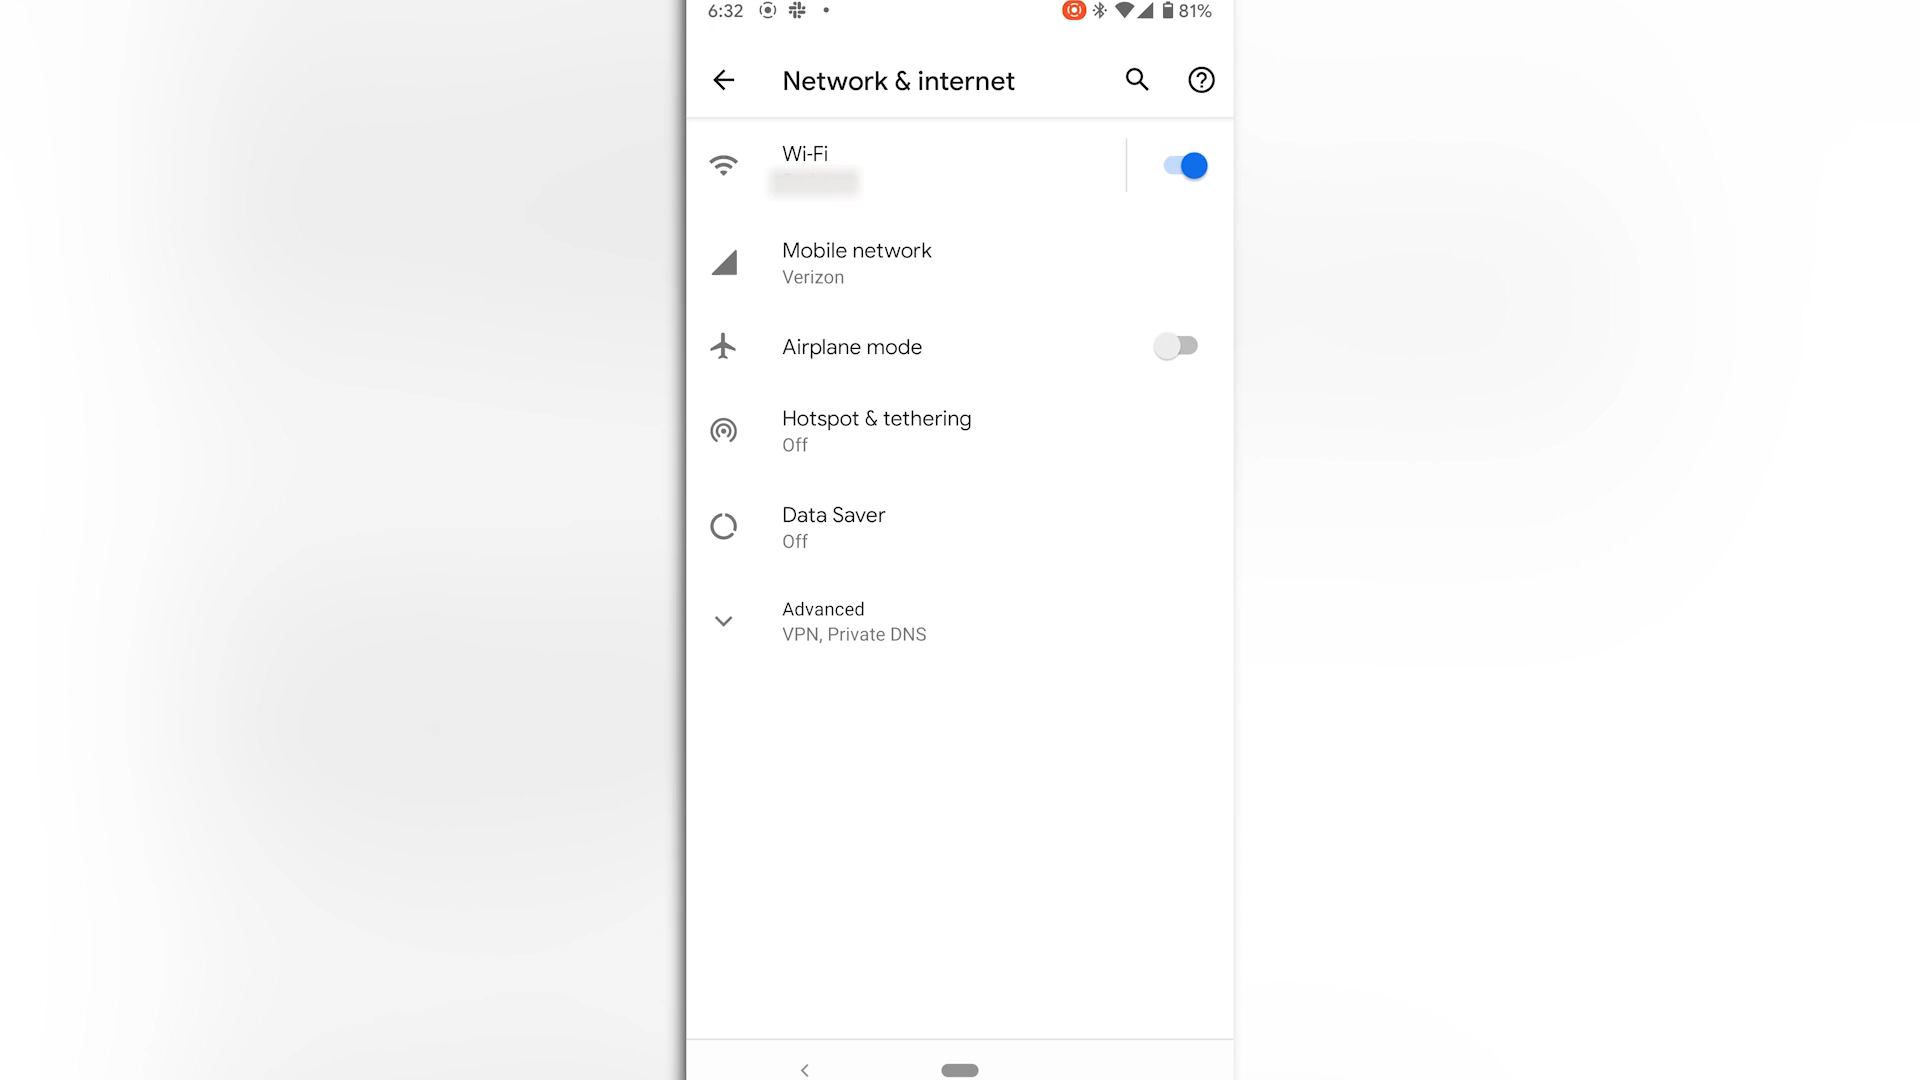 6:32
81%
Network & internet
Wi-Fi
Mobile network
Verizon
Airplane mode
Hotspot & tethering
Off
Data Saver
Off
Advanced
VPN, Private DNS